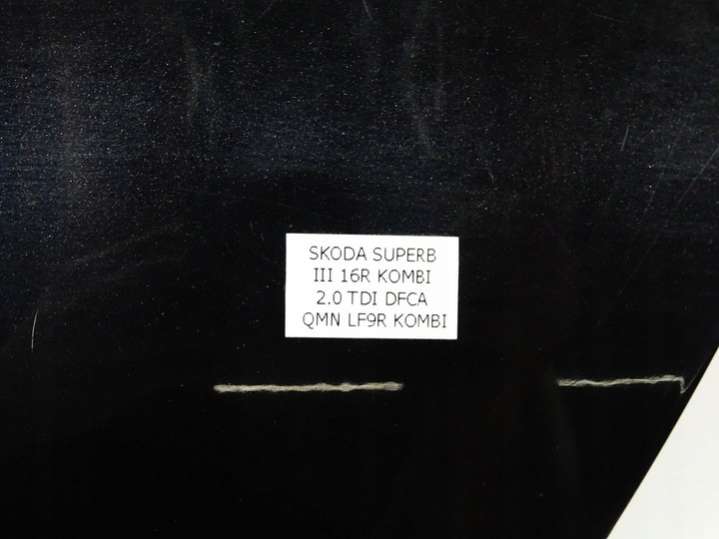 SKODA SUPERB
III 16R KOMBI
2.0 TDI DFCA
QMN LF9R KOMBI